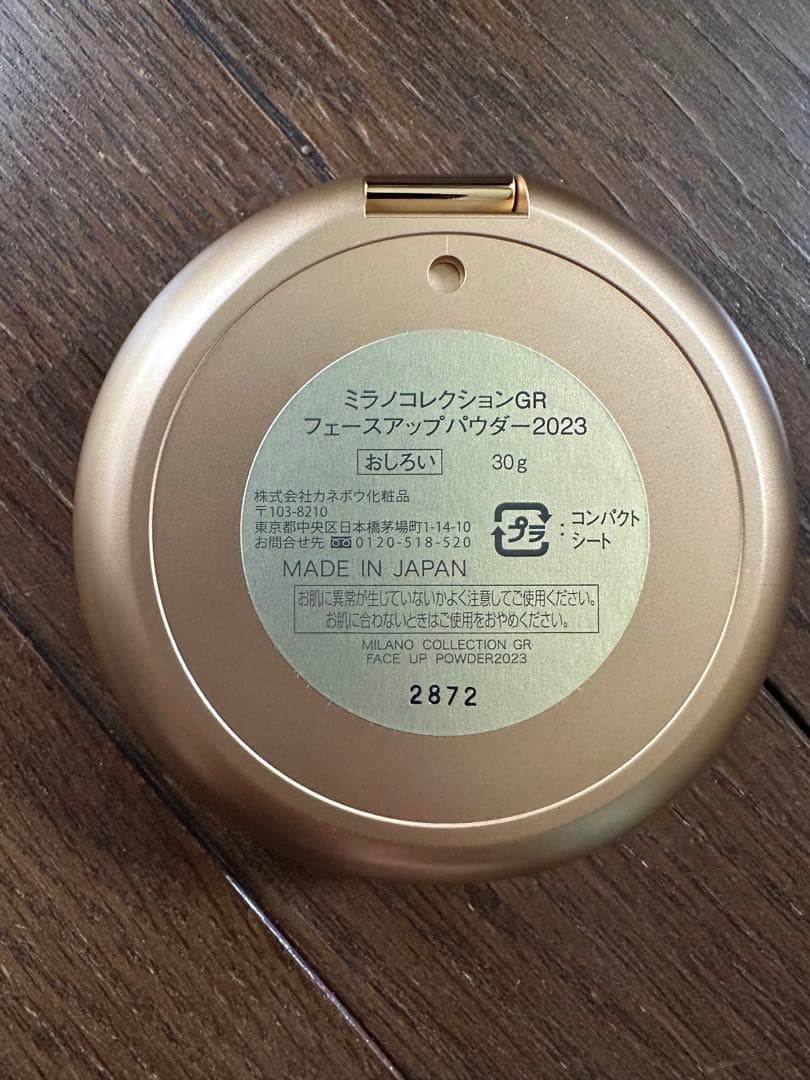 ミラノコレクションGR
フェースアップパウダー2023
おしろい 30g
株式会社カネボウ化粧品
〒103-8210
東京都中央区日本橋茅場町1-14-10
お問合せ先 0120-518-520
プラ : コンパクト
シート
MADE IN JAPAN
お肌に異常が生じていないかよく注意してご使用ください。
お肌に合わないときはご使用をおやめください。
MILANO COLLECTION GR
FACE UP POWDER2023
2872